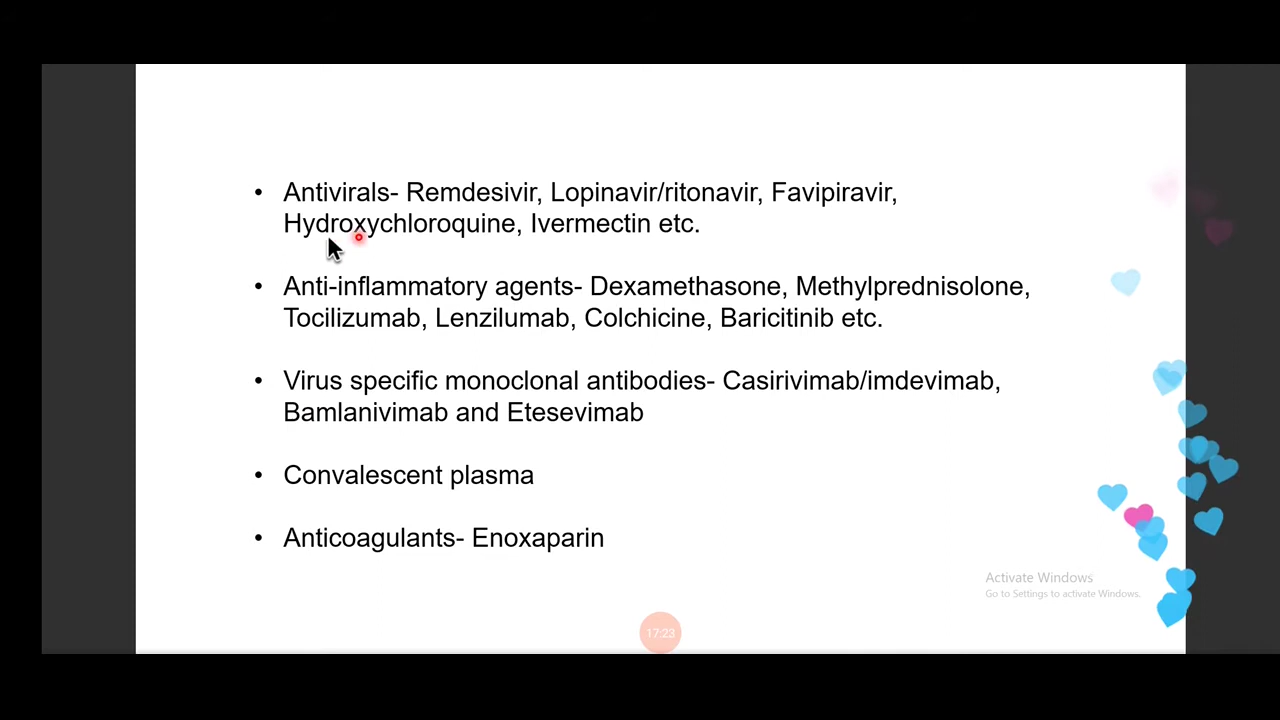 • Antivirals- Remdesivir, Lopinavir/ritonavir, Favipiravir,
Hydroxychloroquine, Ivermectin etc.
• Anti-inflammatory agents- Dexamethasone, Methylprednisolone,
Tocilizumab, Lenzilumab, Colchicine, Baricitinib etc.
• Virus specific monoclonal antibodies- Casirivimab/imdevimab,
Bamlanivimab and Etesevimab
• Convalescent plasma
• Anticoagulants- Enoxaparin
Activate Windows
Go to Settings to activate Windows.
17:23